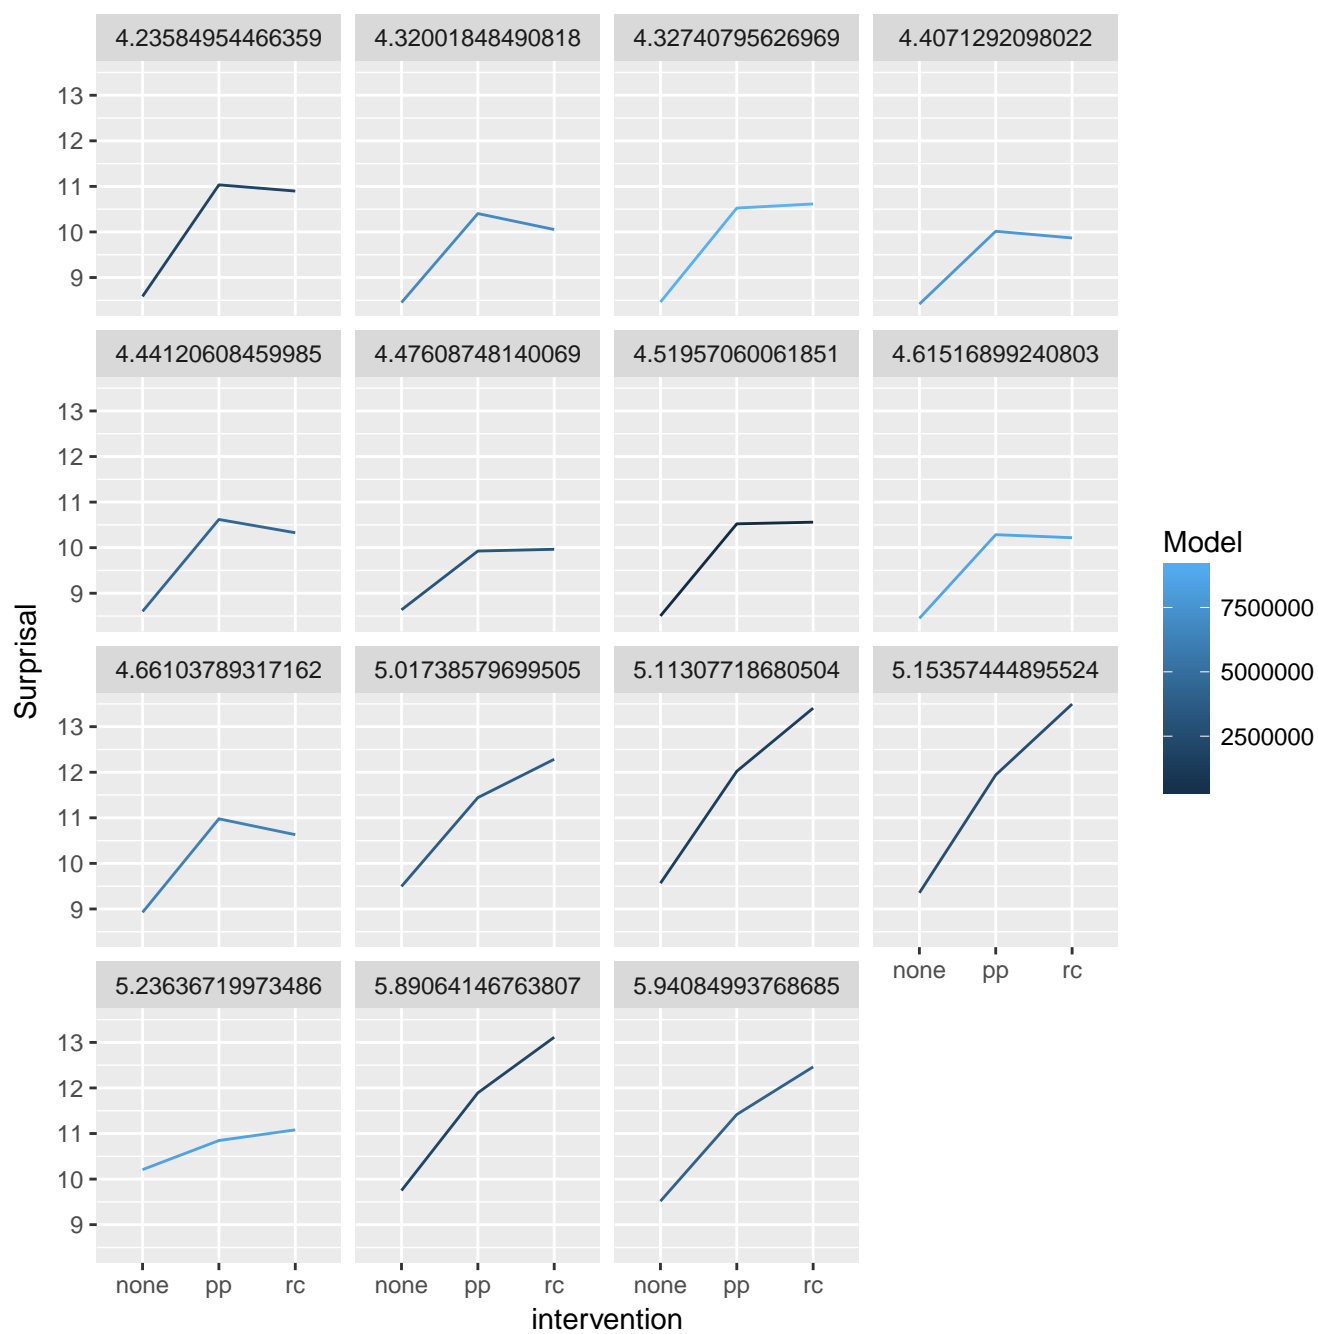 4.23584954466359 4.32001848490818 4.32740795626969 4.4071292098022
13
12
11
10
9
4.44120608459985 4.47608748140069 4.51957060061851 4.61516899240803
13
12
11
10
9
4.66103789317162 5.01738579699505 5.11307718680504 5.15357444895524
13
12
11
10
9
none pp rc
5.23636719973486 5.89064146763807 5.94084993768685
13
12
11
10
9
none pp rc none pp rc none pp rc
intervention
Surprisal
Model
7500000
5000000
2500000